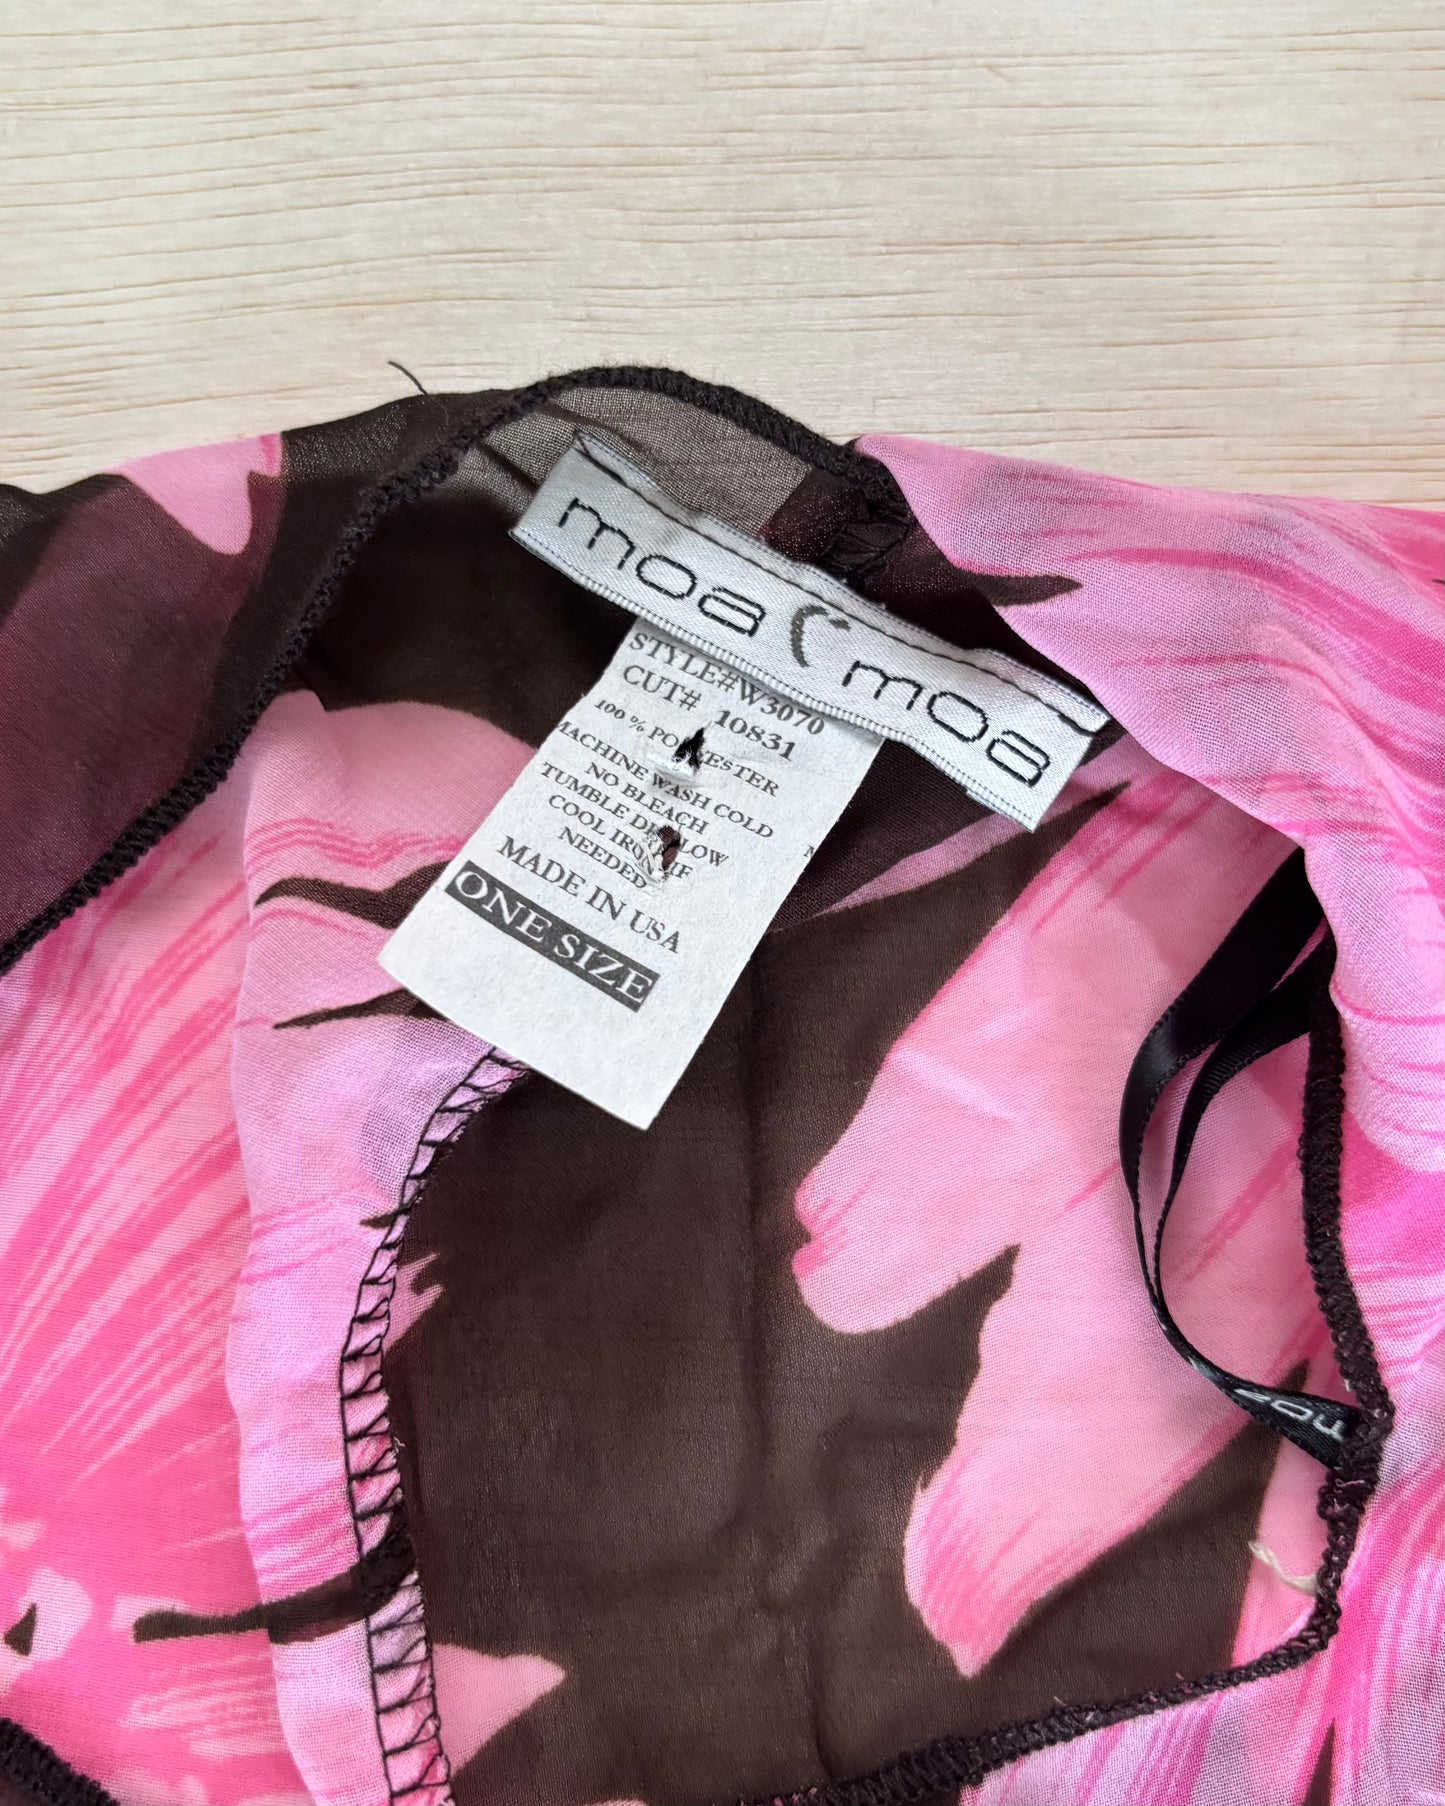 moa moa
STYLE#W3070
CUT# 10831
100 % POLYESTER
MACHINE WASH COLD
NO BLEACH
TUMBLE DRY LOW
COOL IRON IF
NEEDED
MADE IN USA
ONE SIZE
moa